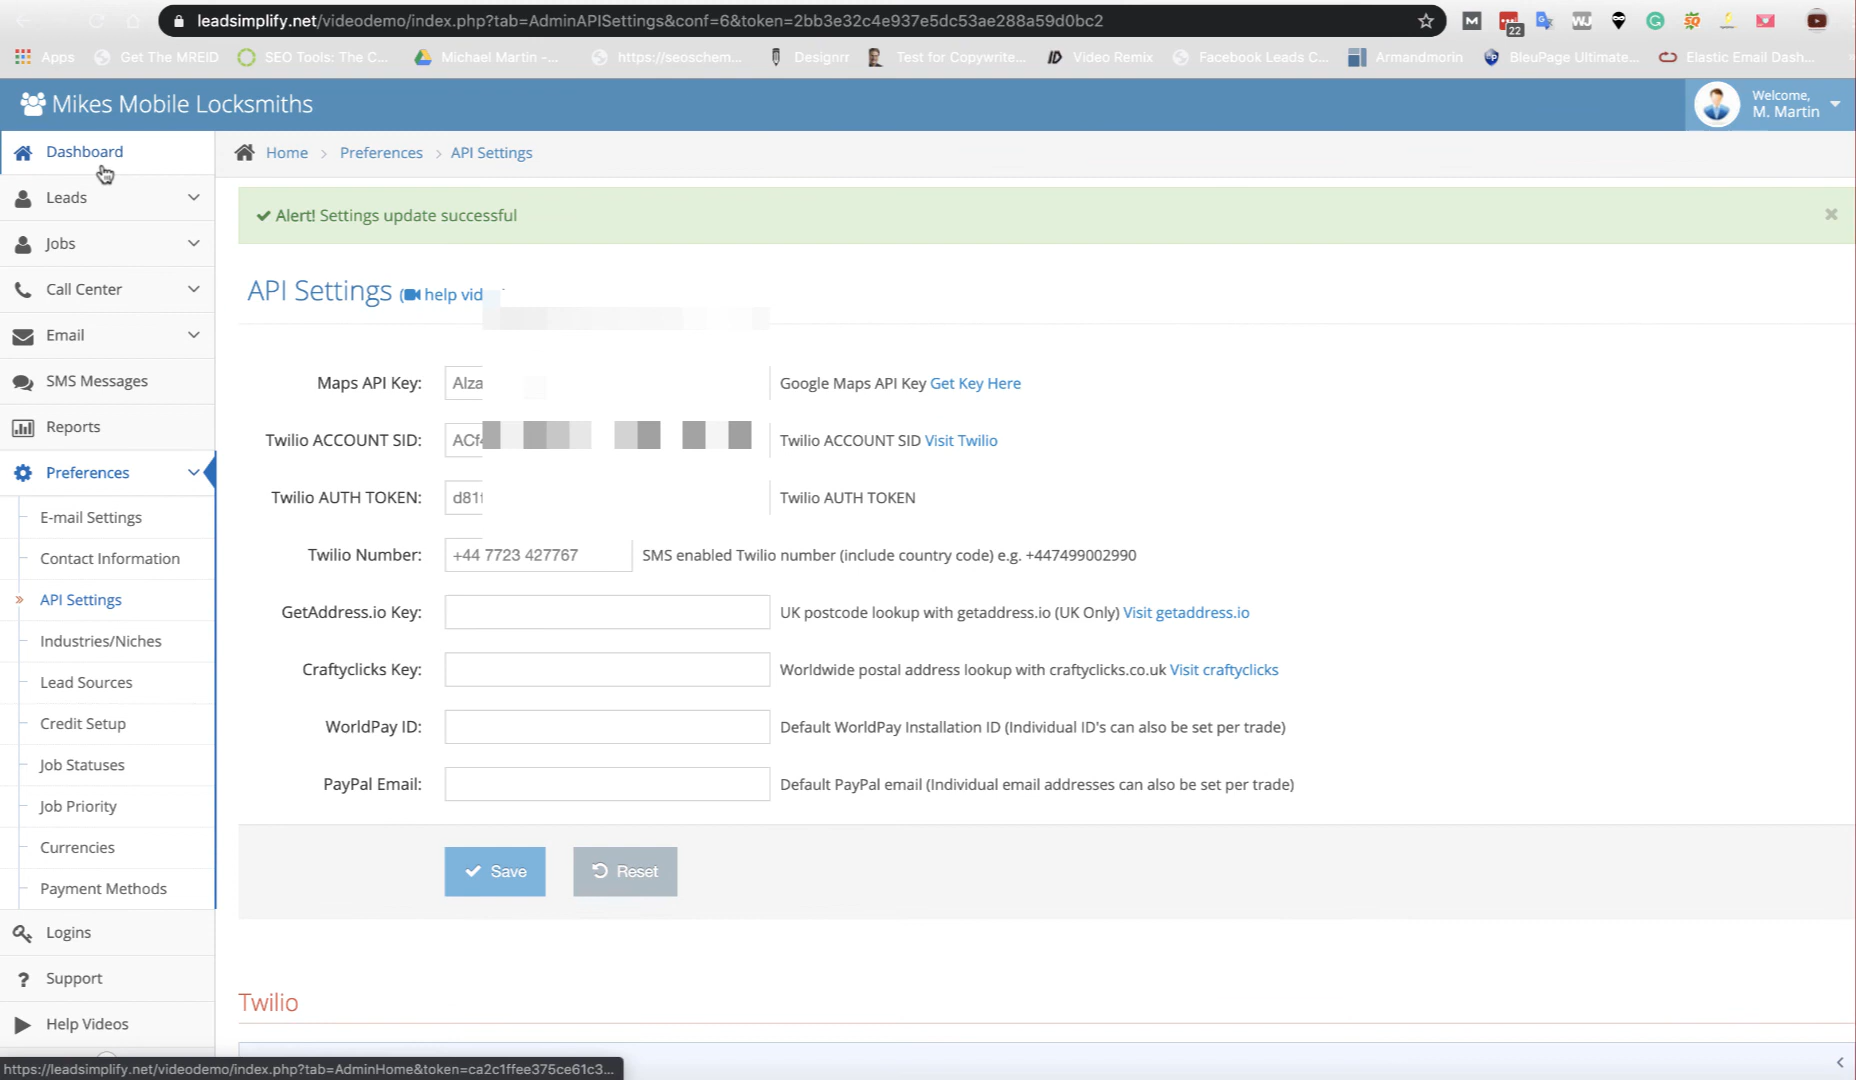 leadsimplify.net/videodemo/index.php?tab=AdminAPISettings&conf=6&token=2bb3e32c4e937e5dc53ae288a59d0bc2
22
Apps
Get The MREID
SEO Tools: The C...
Michael Martin -...
https://seoschem...
Designrr
Test for Copywrite...
Video Remix
Facebook Leads C...
Armandmorin
BleuPage Ultimate...
Elastic Email Dash...
Mikes Mobile Locksmiths
Welcome,
M. Martin
Dashboard
Leads
Jobs
Call Center
Email
SMS Messages
Reports
Preferences
E-mail Settings
Contact Information
API Settings
Industries/Niches
Lead Sources
Credit Setup
Job Statuses
Job Priority
Currencies
Payment Methods
Logins
Support
Help Videos
Home > Preferences > API Settings
Alert! Settings update successful
API Settings (help vid
Maps API Key: AIza Google Maps API Key Get Key Here
Twilio ACCOUNT SID: ACf Twilio ACCOUNT SID Visit Twilio
Twilio AUTH TOKEN: d81f Twilio AUTH TOKEN
Twilio Number: +44 7723 427767 SMS enabled Twilio number (include country code) e.g. +447499002990
GetAddress.io Key: UK postcode lookup with getaddress.io (UK Only) Visit getaddress.io
Craftyclicks Key: Worldwide postal address lookup with craftyclicks.co.uk Visit craftyclicks
WorldPay ID: Default WorldPay Installation ID (Individual ID's can also be set per trade)
PayPal Email: Default PayPal email (Individual email addresses can also be set per trade)
Save
Reset
Twilio
https://leadsimplify.net/videodemo/index.php?tab=AdminHome&token=ca2c1ffee375ce61c3...